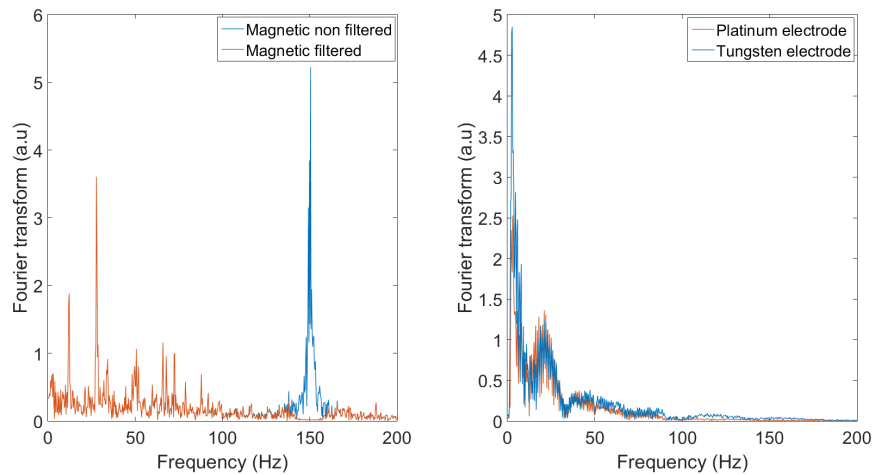 6
5
4
3
2
1
0
Fourier transform (a.u)
Magnetic non filtered
Magnetic filtered
0 50 100 150 200
Frequency (Hz)
5
4.5
4
3.5
3
2.5
2
1.5
1
0.5
0
Fourier transform (a.u)
Platinum electrode
Tungsten electrode
0 50 100 150 200
Frequency (Hz)